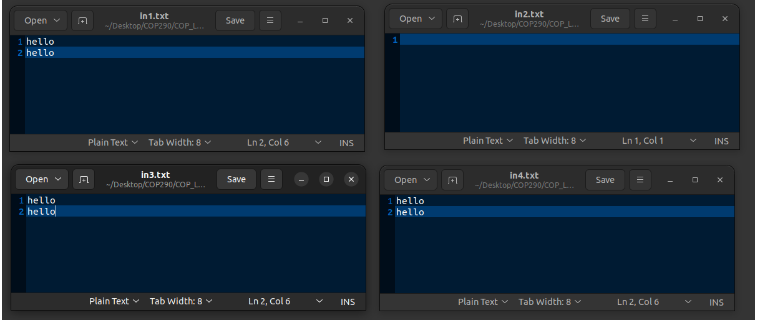 Open in1.txt Save
~/Desktop/COP290/COP_L...
1 hello
2 hello
Plain Text Tab Width: 8 Ln 2, Col 6 INS
Open in2.txt Save
~/Desktop/COP290/COP_L...
1
Plain Text Tab Width: 8 Ln 1, Col 1 INS
Open in3.txt Save
~/Desktop/COP290/COP_L...
1 hello
2 hello
Plain Text Tab Width: 8 Ln 2, Col 6 INS
Open in4.txt Save
~/Desktop/COP290/COP_L...
1 hello
2 hello
Plain Text Tab Width: 8 Ln 2, Col 6 INS